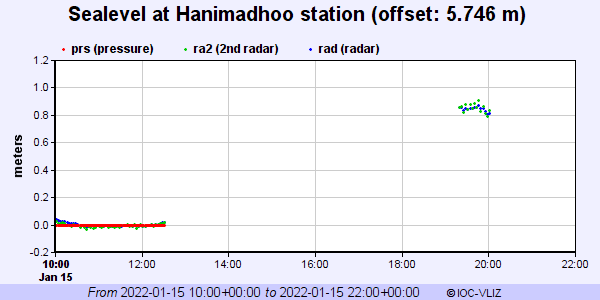 Sealevel at Hanimadhoo station (offset: 5.746 m)
prs (pressure) ra2 (2nd radar) rad (radar)
meters
1.2
1.0
0.8
0.6
0.4
0.2
0.0
-0.2
10:00 12:00 14:00 16:00 18:00 20:00 22:00
Jan 15
From 2022-01-15 10:00+00:00 to 2022-01-15 22:00+00:00 © IOC-VLIZ